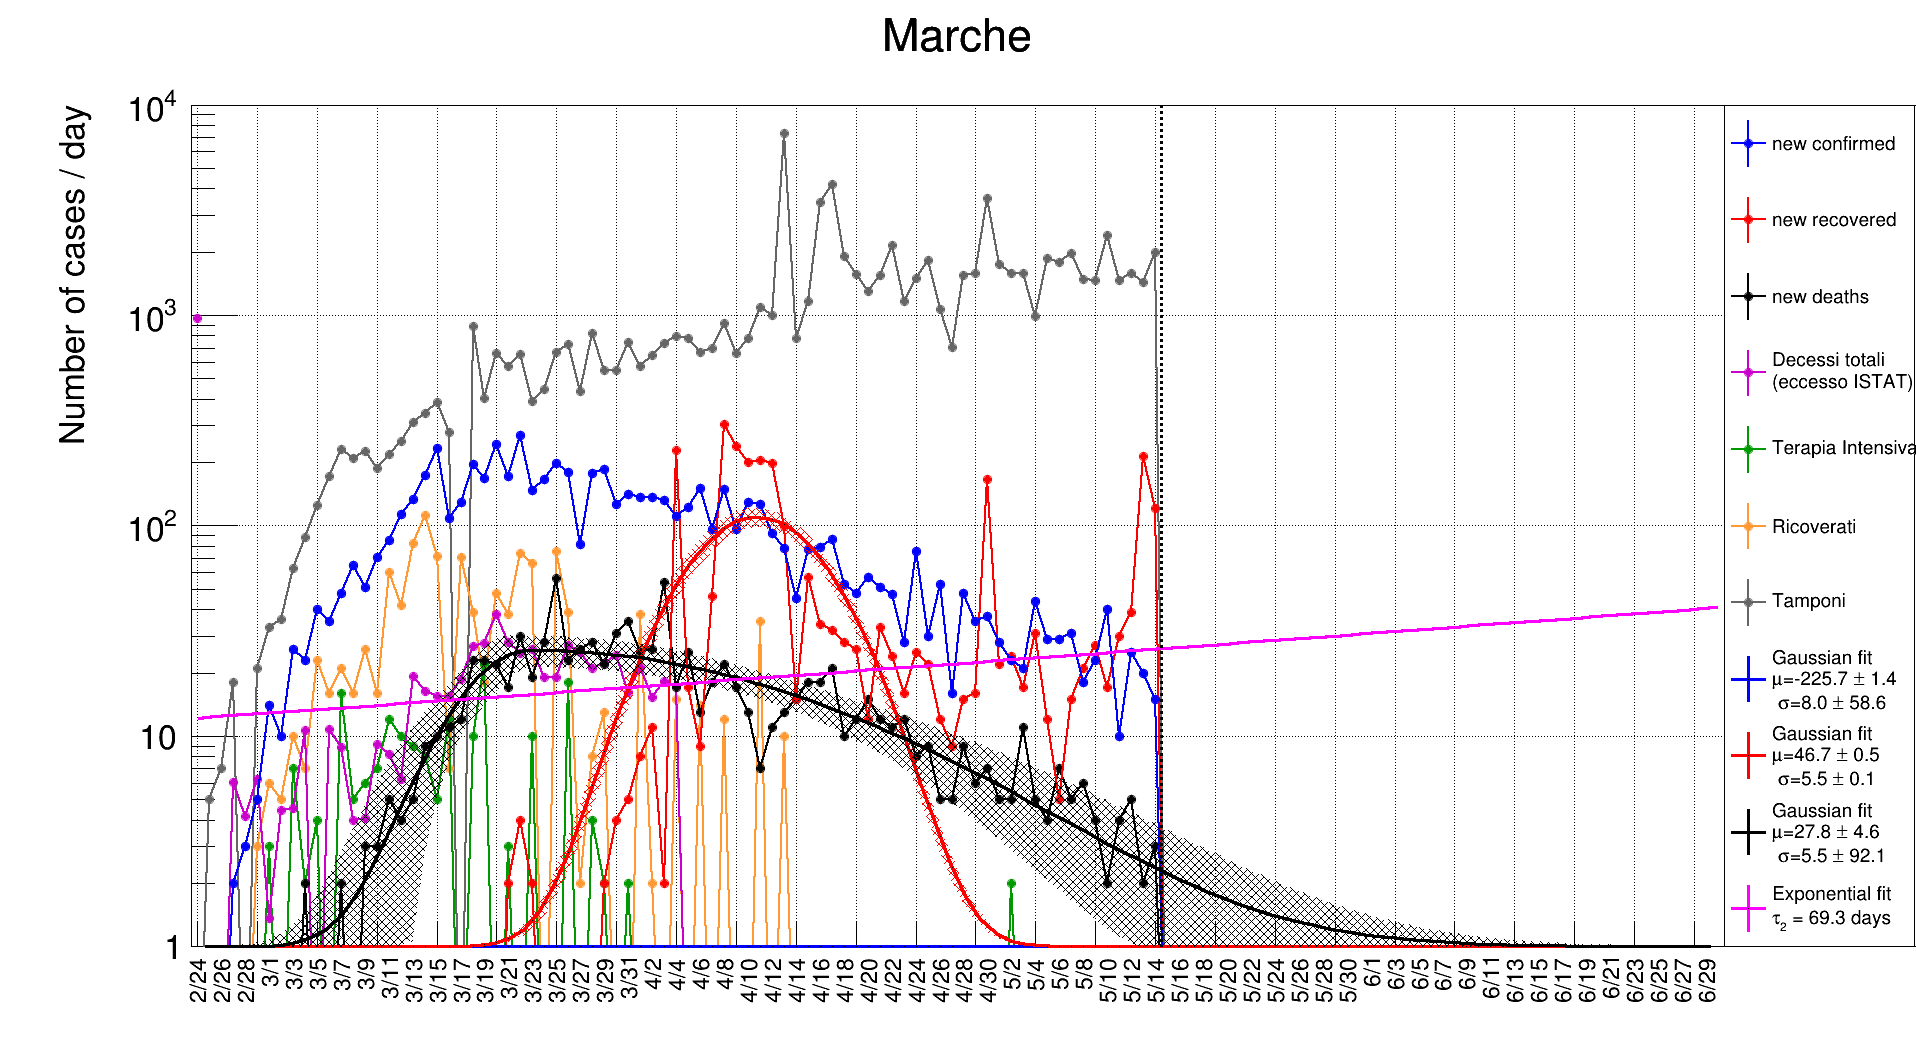 Marche
Number of cases / day
10^4
10^3
10^2
10
1
2/24 2/26 2/28 3/1 3/3 3/5 3/7 3/9 3/11 3/13 3/15 3/17 3/19 3/21 3/23 3/25 3/27 3/29 3/31 4/2 4/4 4/6 4/8 4/10 4/12 4/14 4/16 4/18 4/20 4/22 4/24 4/26 4/28 4/30 5/2 5/4 5/6 5/8 5/10 5/12 5/14 5/16 5/18 5/20 5/22 5/24 5/26 5/28 5/30 6/1 6/3 6/5 6/7 6/9 6/11 6/13 6/15 6/17 6/19 6/21 6/23 6/25 6/27 6/29
new confirmed
new recovered
new deaths
Decessi totali
(eccesso ISTAT)
Terapia Intensiva
Ricoverati
Tamponi
Gaussian fit
μ=-225.7 ± 1.4
σ=8.0 ± 58.6
Gaussian fit
μ=46.7 ± 0.5
σ=5.5 ± 0.1
Gaussian fit
μ=27.8 ± 4.6
σ=5.5 ± 92.1
Exponential fit
τ_2 = 69.3 days